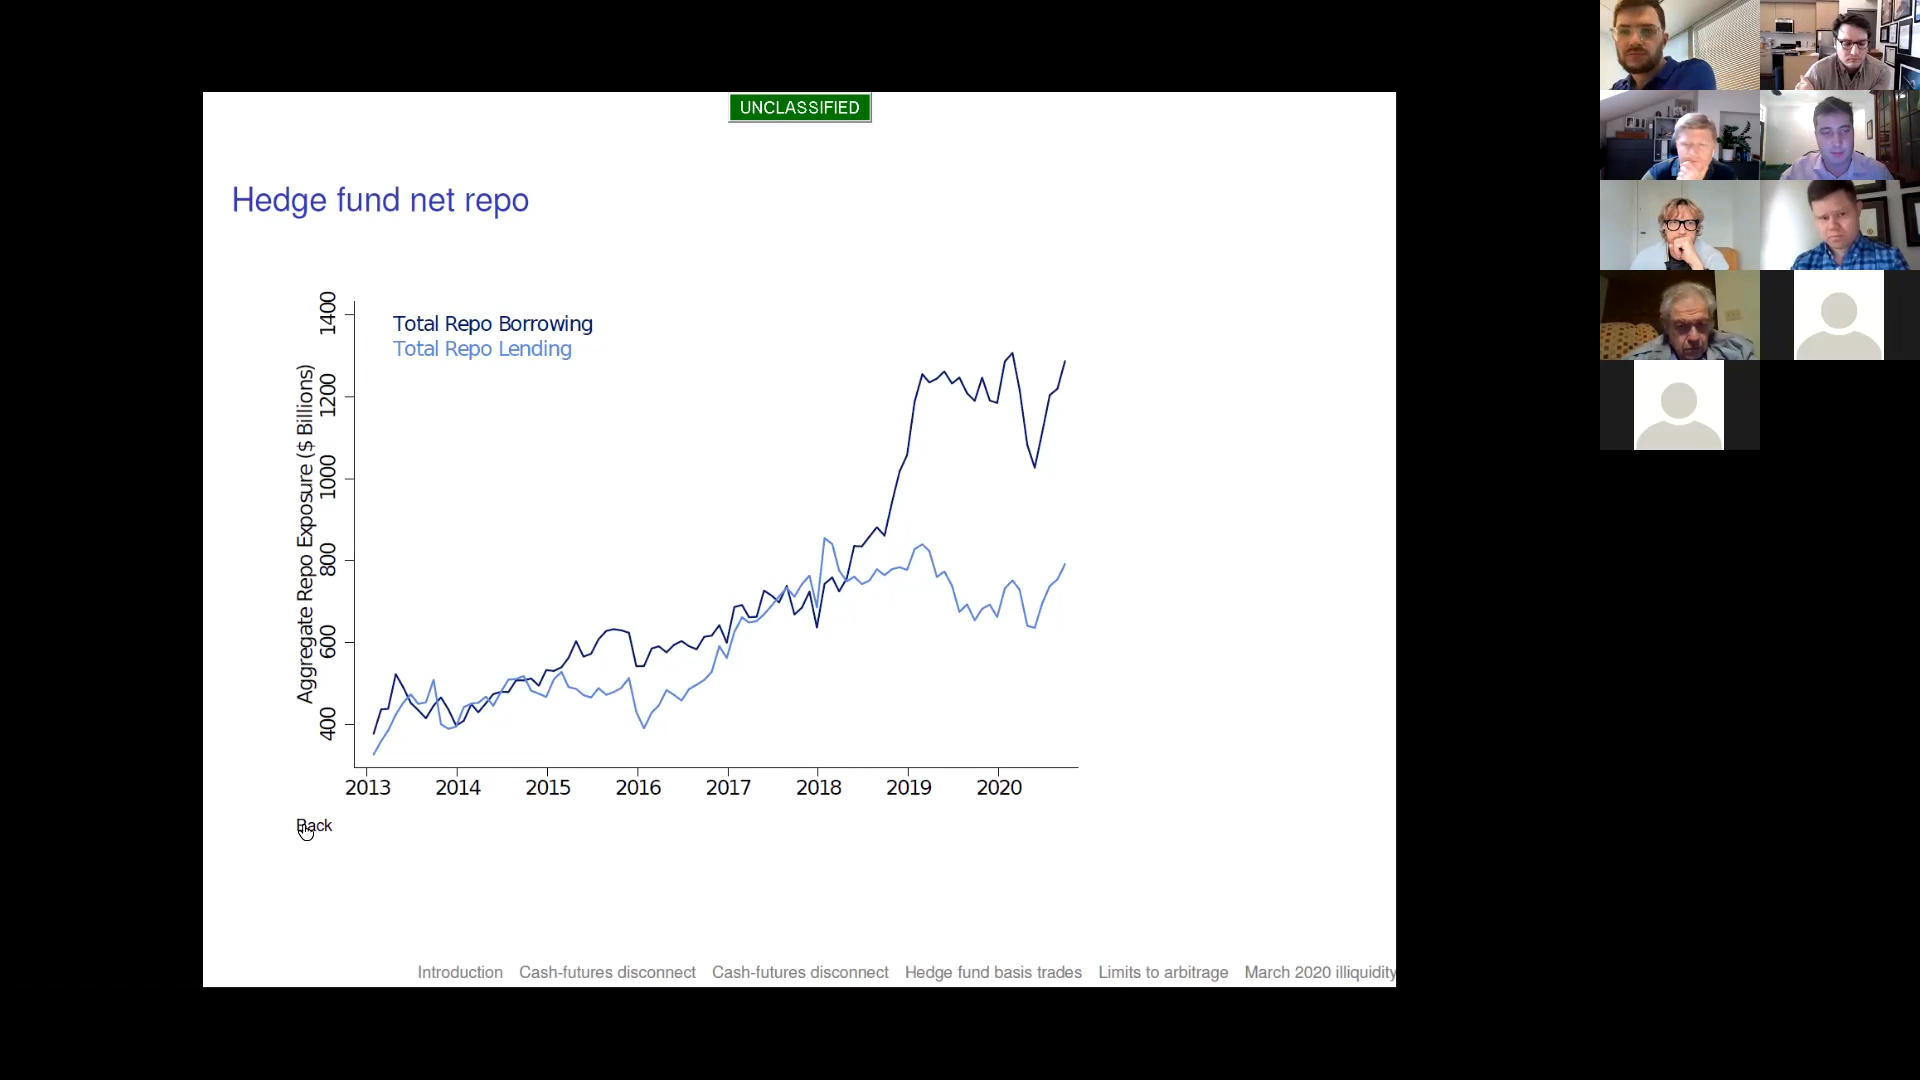 UNCLASSIFIED
Hedge fund net repo
Total Repo Borrowing
Total Repo Lending
Aggregate Repo Exposure ($ Billions)
1400
1200
1000
800
600
400
2013 2014 2015 2016 2017 2018 2019 2020
Back
Introduction Cash-futures disconnect Cash-futures disconnect Hedge fund basis trades Limits to arbitrage March 2020 illiquidity